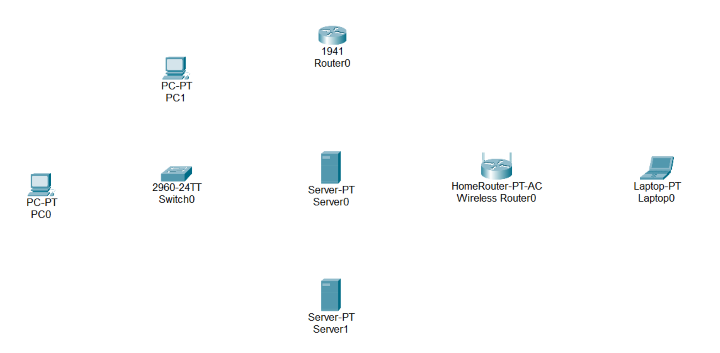 1941
Router0
PC-PT
PC1
PC-PT
PC0
2960-24TT
Switch0
Server-PT
Server0
HomeRouter-PT-AC
Wireless Router0
Laptop-PT
Laptop0
Server-PT
Server1